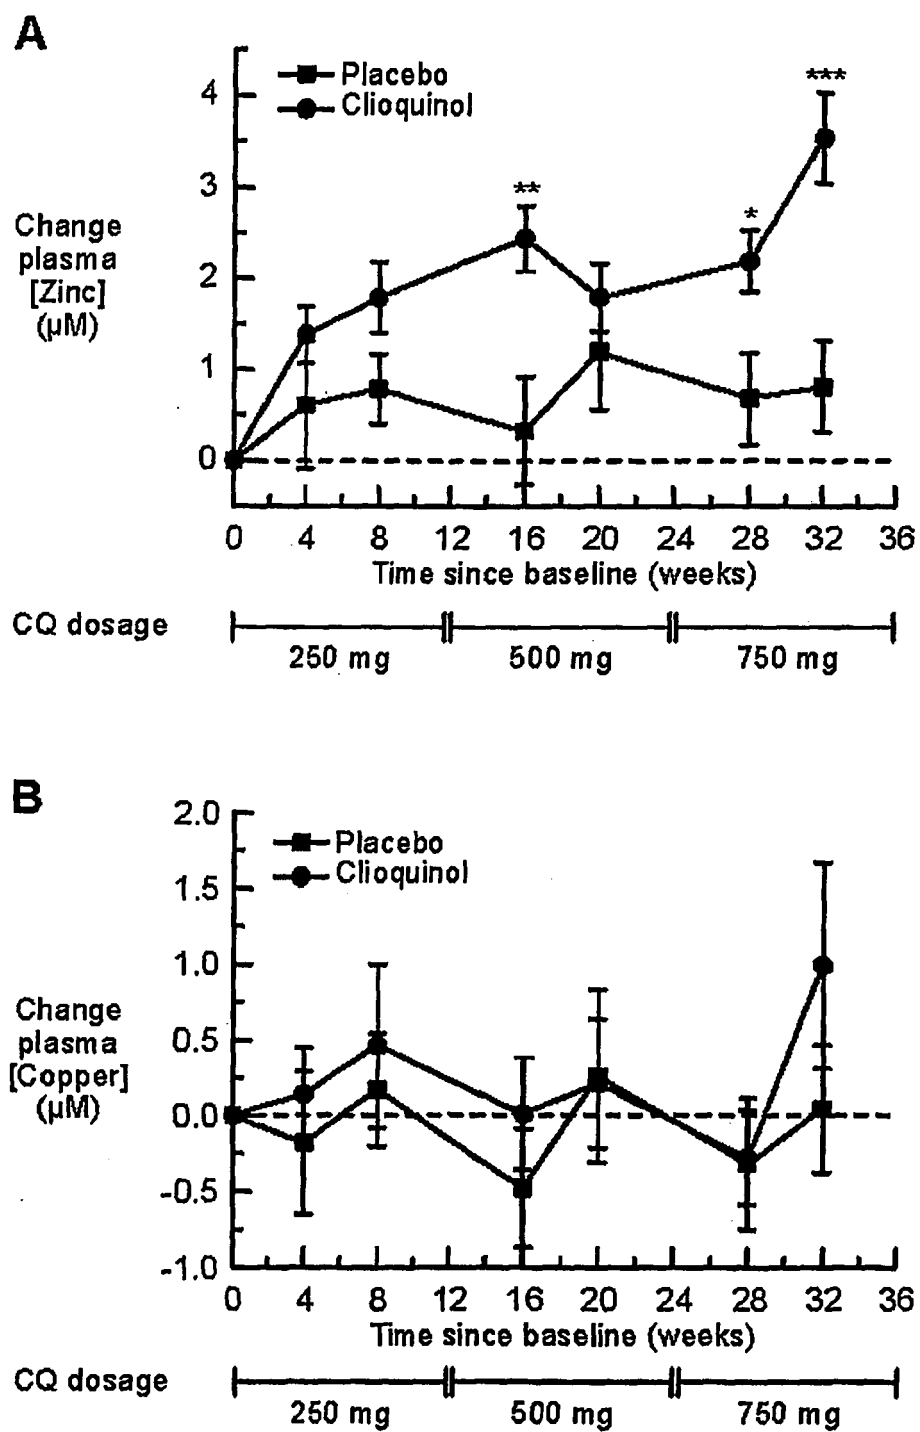 A
Placebo
Clioquinol
***
**
*
4
3
2
1
0
Change
plasma
[Zinc]
(µM)
0 4 8 12 16 20 24 28 32 36
Time since baseline (weeks)
CQ dosage
250 mg 500 mg 750 mg
B
Placebo
Clioquinol
2.0
1.5
1.0
0.5
0.0
-0.5
-1.0
Change
plasma
[Copper]
(µM)
0 4 8 12 16 20 24 28 32 36
Time since baseline (weeks)
CQ dosage
250 mg 500 mg 750 mg